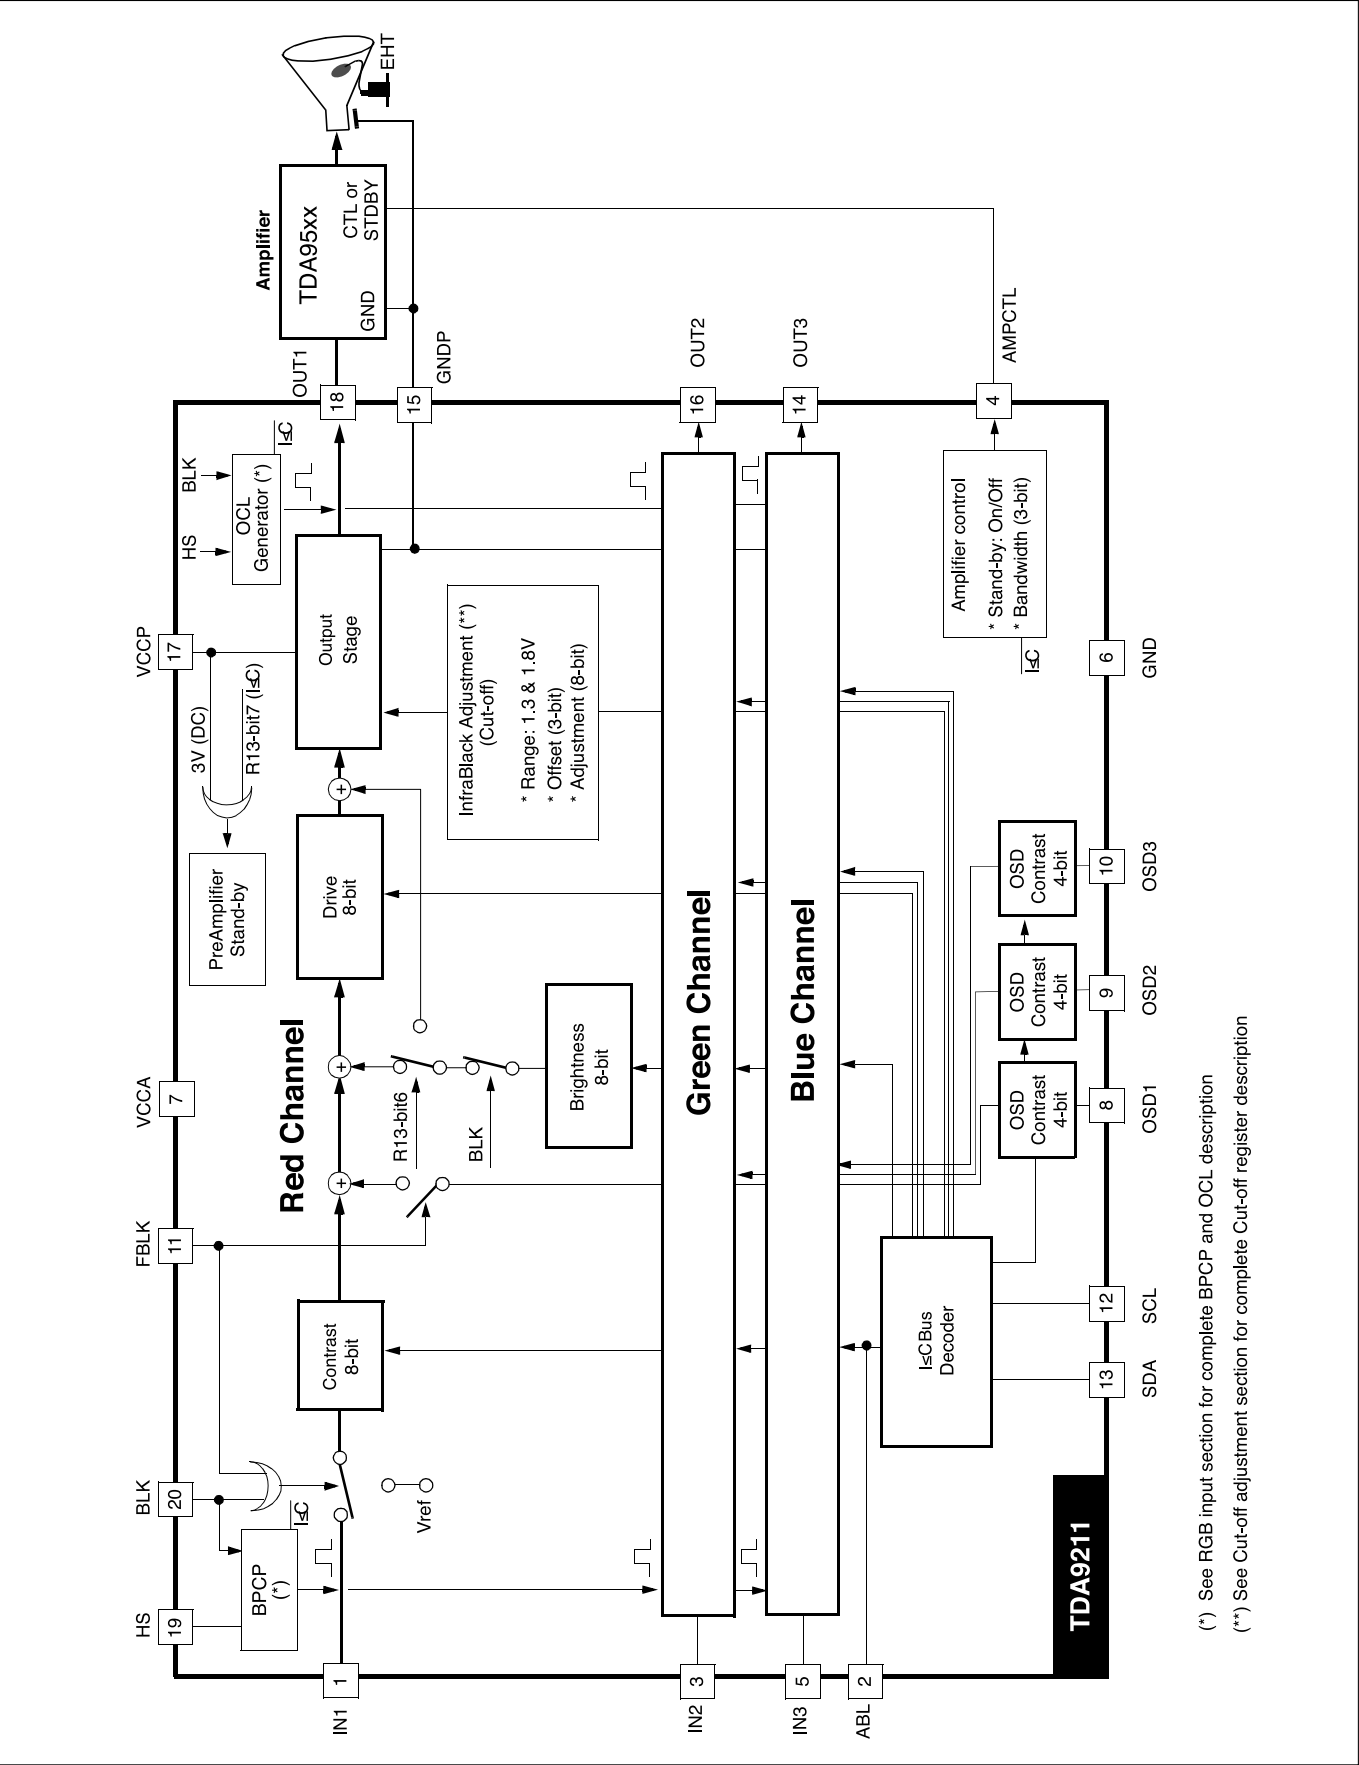 HS
19
BLK
20
FBLK
11
VCCA
7
VCCP
17
HS
BLK
BPCP
(*)
I≤C
PreAmplifier
Stand-by
3V (DC)
R13-bit7 (I≤C)
OCL
Generator (*)
I≤C
Red Channel
IN1
1
Contrast
8-bit
+
+
Drive
8-bit
+
Output
Stage
18
OUT1
Amplifier
TDA95xx
GND
CTL or
STDBY
EHT
15
GNDP
Vref
R13-bit6
BLK
Brightness
8-bit
InfraBlack Adjustment (**)
(Cut-off)
* Range: 1.3 & 1.8V
* Offset (3-bit)
* Adjustment (8-bit)
IN2
3
Green Channel
16
OUT2
IN3
5
Blue Channel
14
OUT3
ABL
2
I≤CBus
Decoder
OSD
Contrast
4-bit
OSD
Contrast
4-bit
OSD
Contrast
4-bit
Amplifier control
* Stand-by: On/Off
* Bandwidth (3-bit)
I≤C
4
AMPCTL
TDA9211
13
SDA
12
SCL
8
OSD1
9
OSD2
10
OSD3
6
GND
(*) See RGB input section for complete BPCP and OCL description
(**) See Cut-off adjustment section for complete Cut-off register description